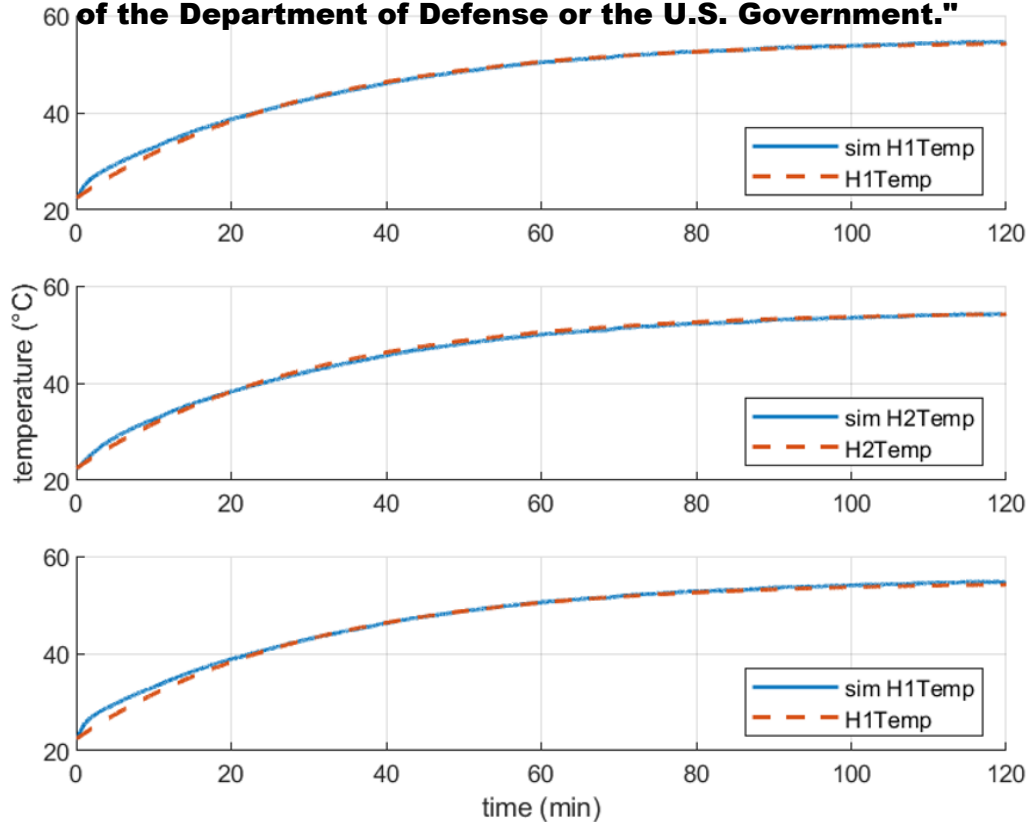 of the Department of Defense or the U.S. Government."
60
40
20
sim H1Temp
H1Temp
0 20 40 60 80 100 120
temperature (°C)
60
40
20
sim H2Temp
H2Temp
0 20 40 60 80 100 120
60
40
20
sim H1Temp
H1Temp
0 20 40 60 80 100 120
time (min)